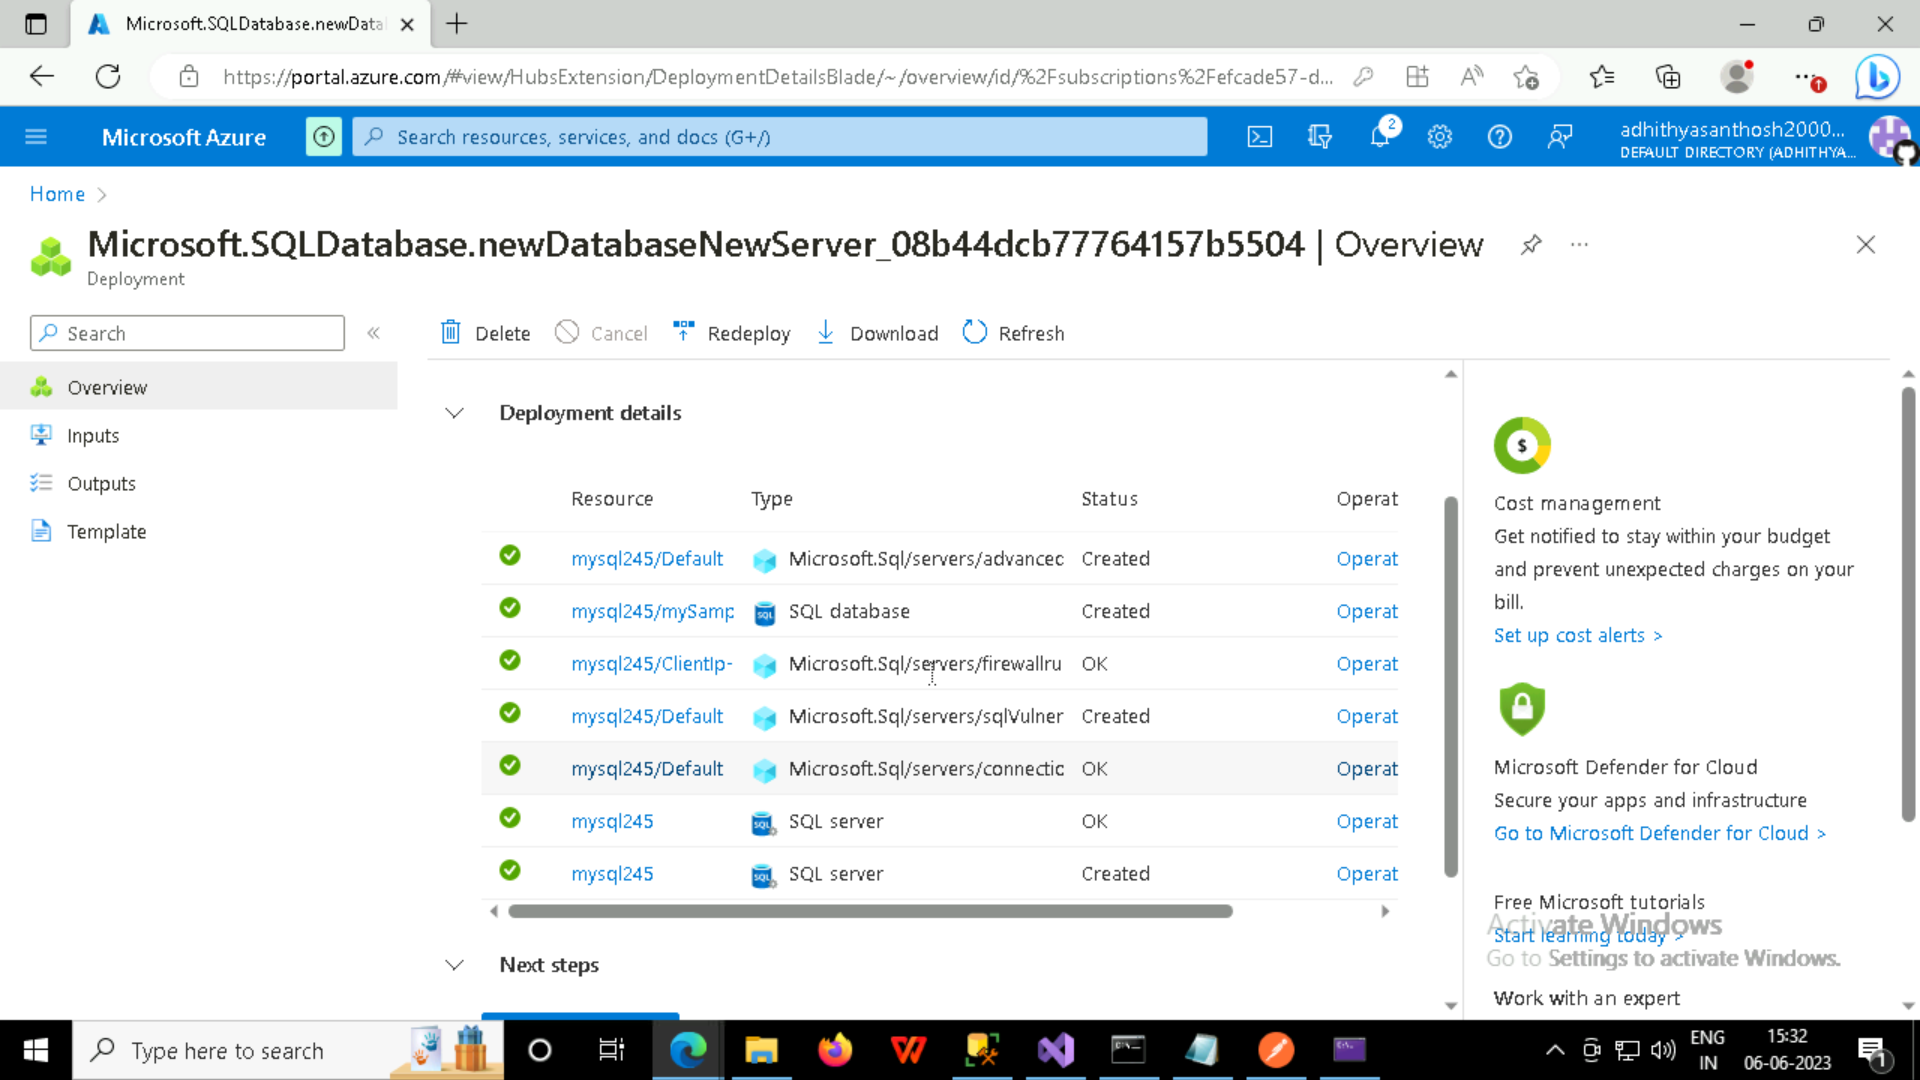 Microsoft.SQLDatabase.newData
https://portal.azure.com/#view/HubsExtension/DeploymentDetailsBlade/~/overview/id/%2Fsubscriptions%2Fefcade57-d...
Microsoft Azure
Search resources, services, and docs (G+/)
2
adhithyasanthosh2000...
DEFAULT DIRECTORY (ADHITHYA...
Home
Microsoft.SQLDatabase.newDatabaseNewServer_08b44dcb77764157b5504 | Overview
Deployment
Search
Delete
Cancel
Redeploy
Download
Refresh
Overview
Inputs
Outputs
Template
Deployment details
Resource Type Status Operat
mysql245/Default Microsoft.Sql/servers/advanced Created Operat
mysql245/mySamp SQL database Created Operat
mysql245/ClientIp- Microsoft.Sql/servers/firewallru OK Operat
mysql245/Default Microsoft.Sql/servers/sqlVulner Created Operat
mysql245/Default Microsoft.Sql/servers/connectio OK Operat
mysql245 SQL server OK Operat
mysql245 SQL server Created Operat
Next steps
Cost management
Get notified to stay within your budget
and prevent unexpected charges on your
bill.
Set up cost alerts >
Microsoft Defender for Cloud
Secure your apps and infrastructure
Go to Microsoft Defender for Cloud >
Free Microsoft tutorials
Start learning today >
Activate Windows
Go to Settings to activate Windows.
Work with an expert
Type here to search
ENG
IN
15:32
06-06-2023
1